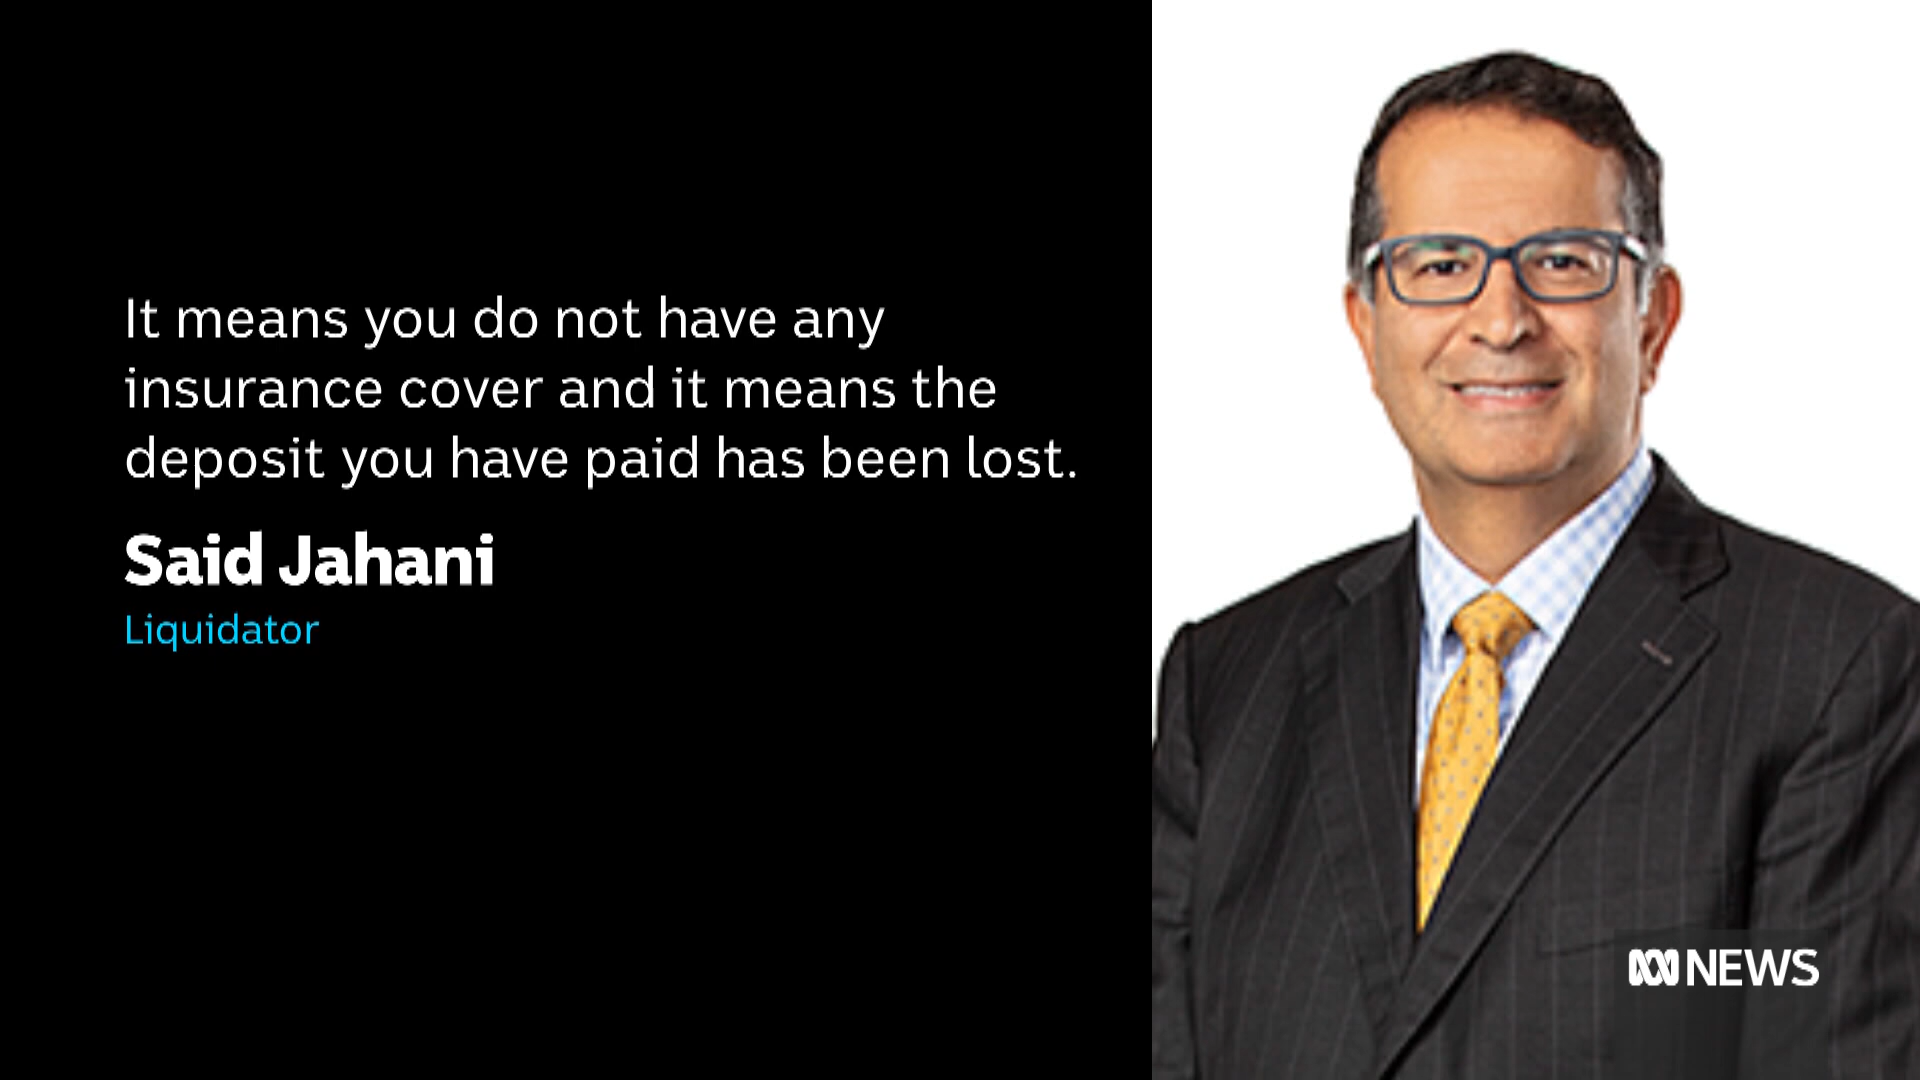 It means you do not have any
insurance cover and it means the
deposit you have paid has been lost.
Said Jahani
Liquidator
NEWS